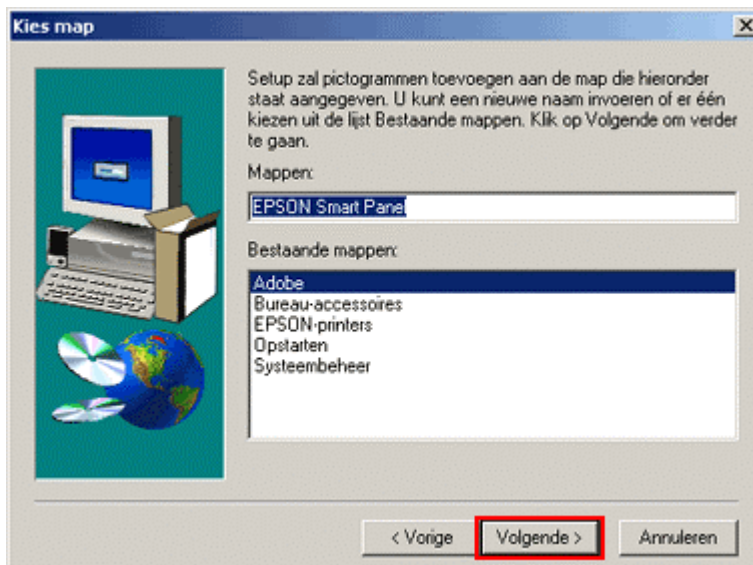 Kies map
Setup zal pictogrammen toevoegen aan de map die hieronder
staat aangegeven. U kunt een nieuwe naam invoeren of er één
kiezen uit de lijst Bestaande mappen. Klik op Volgende om verder
te gaan.
Mappen:
EPSON Smart Panel
Bestaande mappen:
Adobe
Bureau-accessoires
EPSON-printers
Opstarten
Systeembeheer
< Vorige Volgende > Annuleren